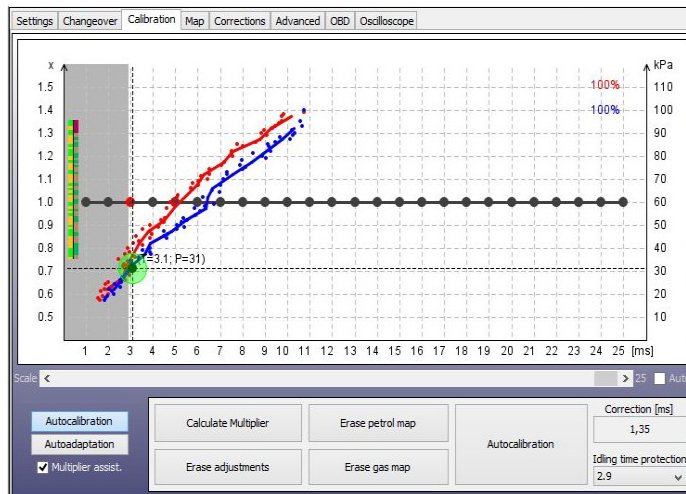 Settings Changeover Calibration Map Corrections Advanced OBD Oscilloscope
x kPa
1.5 100% 110
1.4 100% 100
1.3 90
1.2 80
1.1 70
1.0 60
0.9 50
0.8 40
(T=3.1; P=31)
0.7 30
0.6 20
0.5 10
1 2 3 4 5 6 7 8 9 10 11 12 13 14 15 16 17 18 19 20 21 22 23 24 25 [ms]
Scale < > 25 Aut
Autocalibration
Autoadaptation
Multiplier assist.
Calculate Multiplier Erase petrol map
Erase adjustments Erase gas map
Autocalibration
Correction [ms]
1,35
Idling time protection
2.9